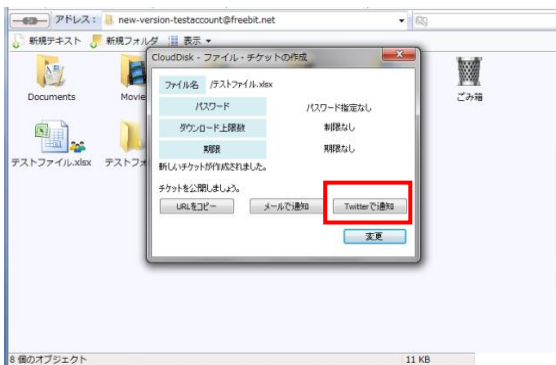 アドレス： new-version-testaccount@freebit.net
新規テキスト 新規フォルダ 表示
CloudDisk - ファイル・チケットの作成
ファイル名 /テストファイル.xlsx
パスワード パスワード指定なし
ダウンロード上限数 制限なし
期限 期限なし
新しいチケットが作成されました。
チケットを公開しましょう。
URLをコピー メールで通知 Twitterで通知
変更
Documents Movie ごみ箱
テストファイル.xlsx テストフォ
8 個のオブジェクト 11 KB